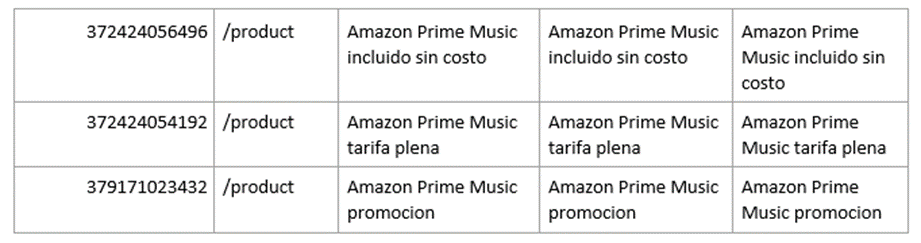 372424056496 /product Amazon Prime Music Amazon Prime Music Amazon Prime
incluido sin costo incluido sin costo Music incluido sin
costo
372424054192 /product Amazon Prime Music Amazon Prime Music Amazon Prime
tarifa plena tarifa plena Music tarifa plena
379171023432 /product Amazon Prime Music Amazon Prime Music Amazon Prime
promocion promocion Music promocion